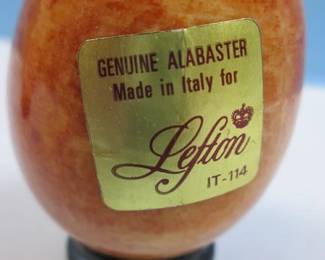 GENUINE ALABASTER
Made in Italy for
Lefton
IT-114